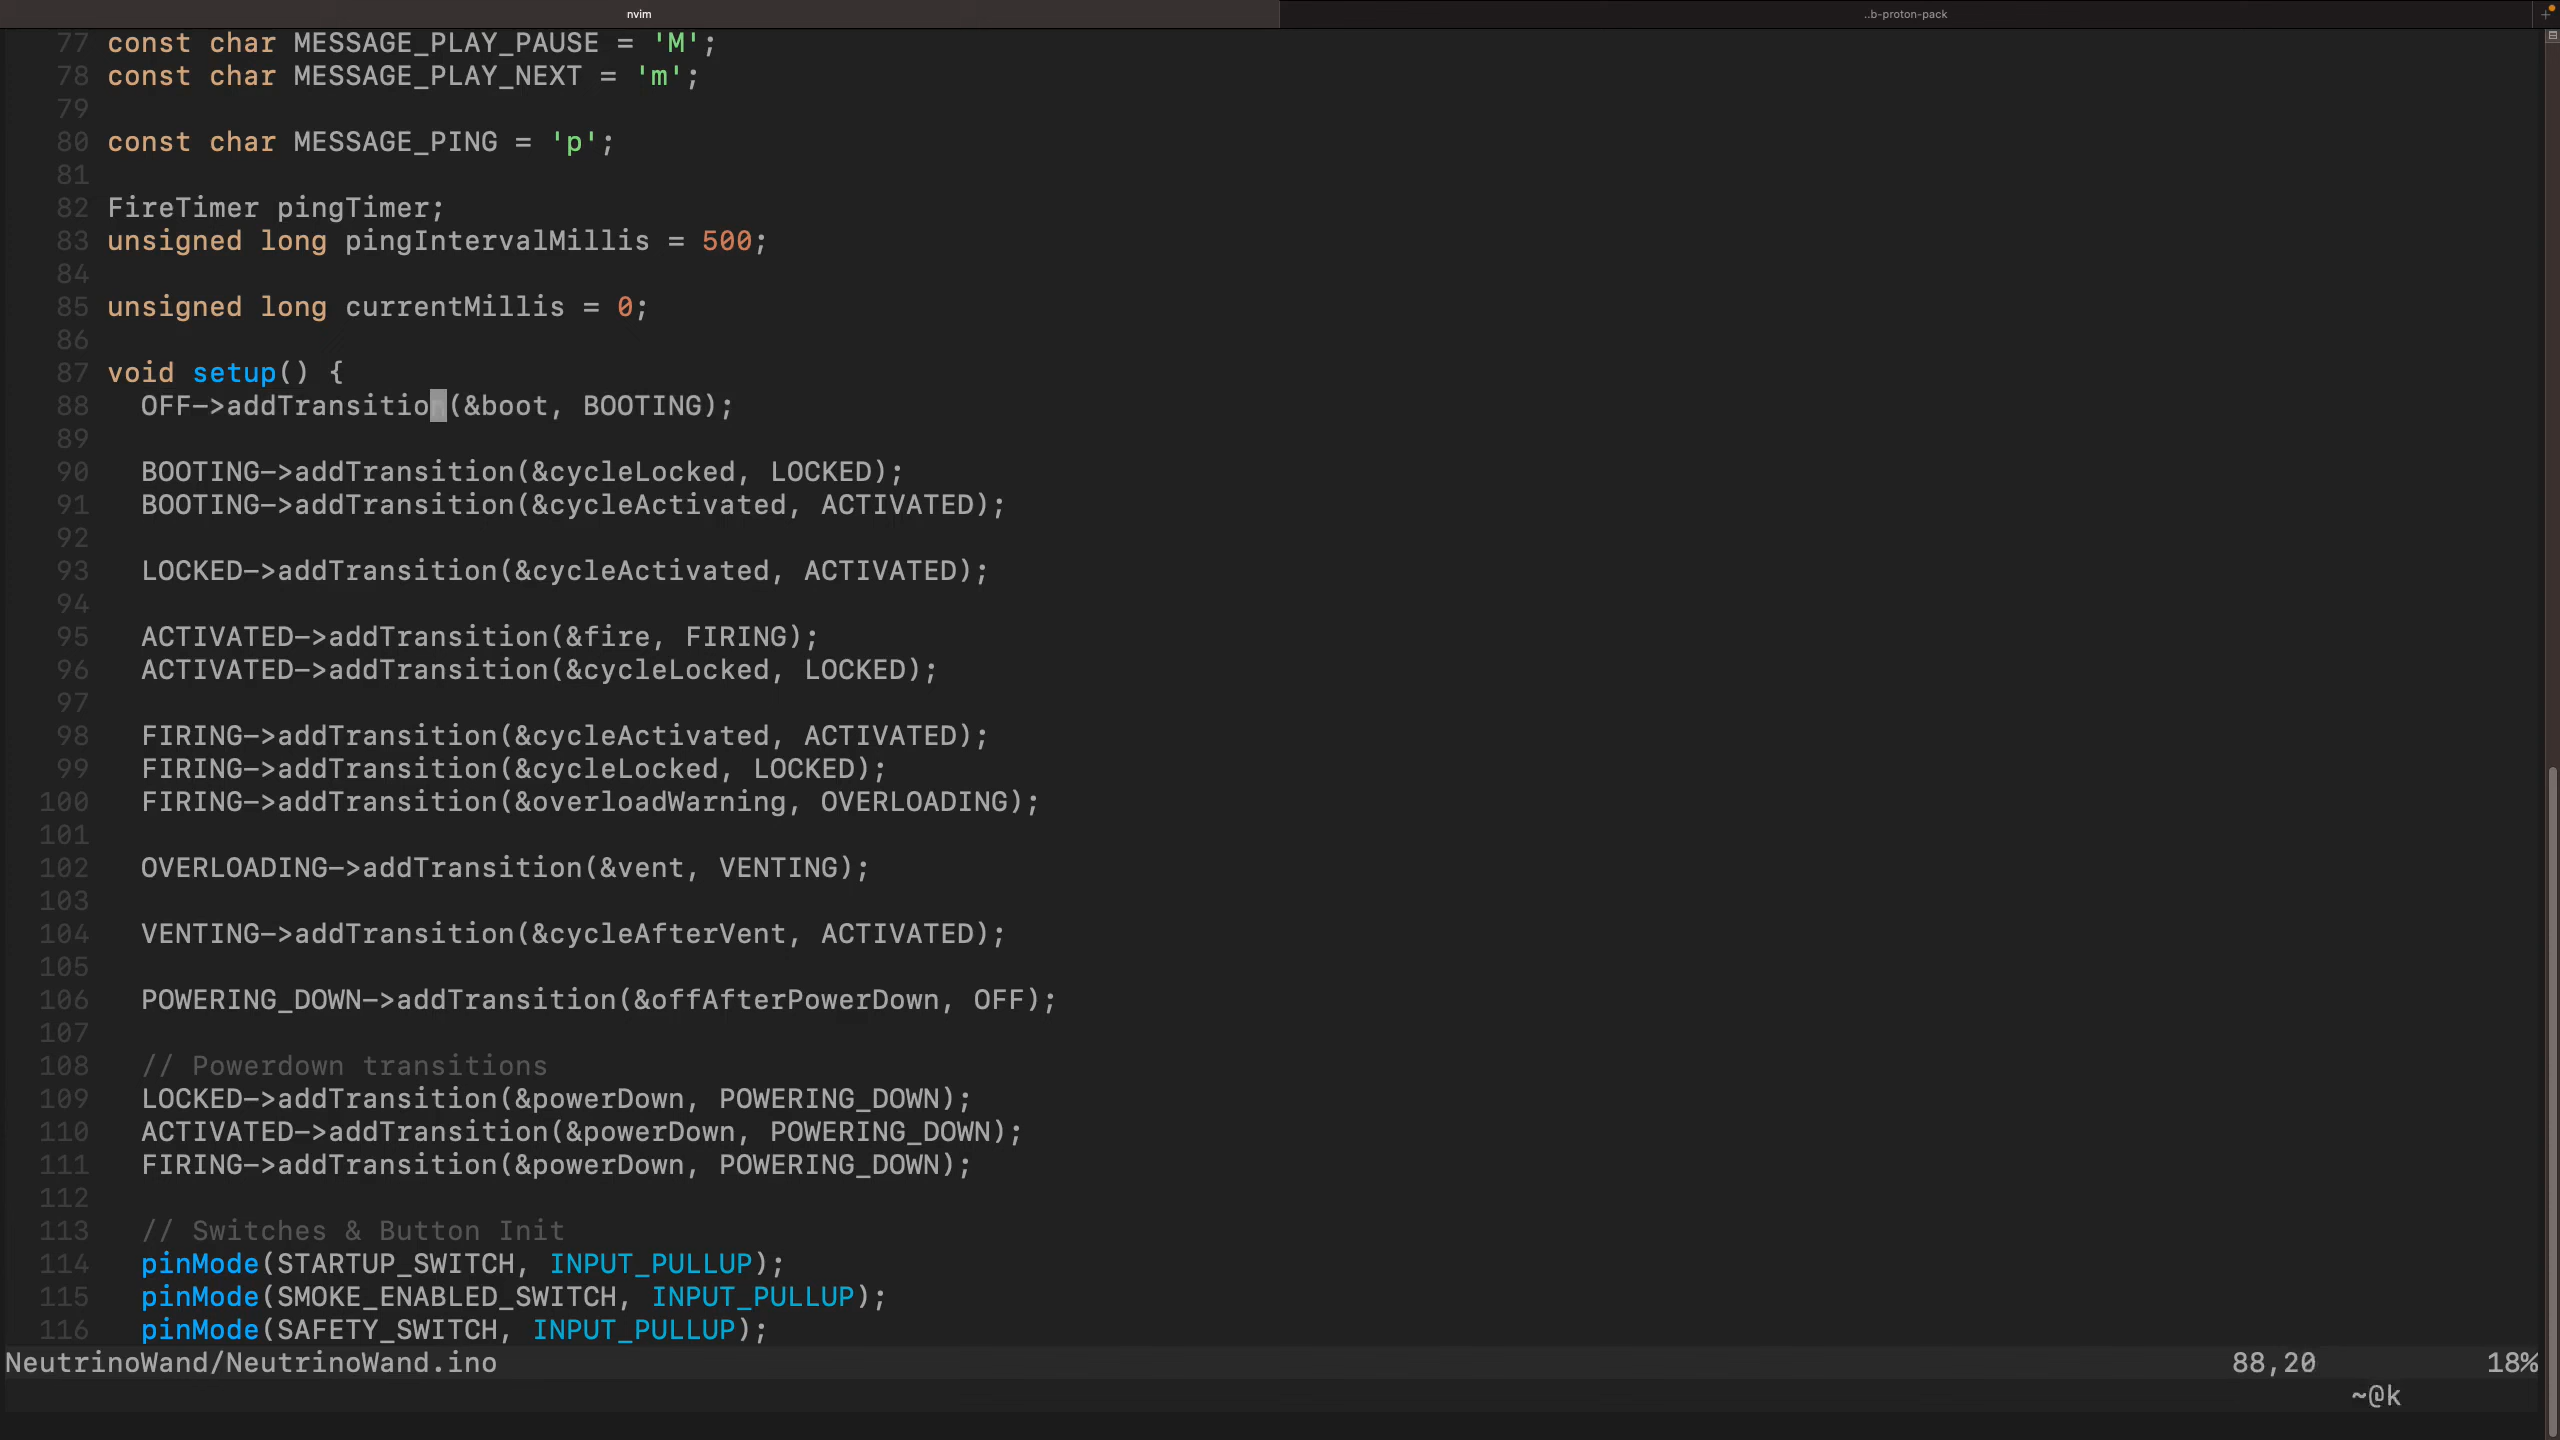 nvim
..b-proton-pack
77 const char MESSAGE_PLAY_PAUSE = 'M';
78 const char MESSAGE_PLAY_NEXT = 'm';
79
80 const char MESSAGE_PING = 'p';
81
82 FireTimer pingTimer;
83 unsigned long pingIntervalMillis = 500;
84
85 unsigned long currentMillis = 0;
86
87 void setup() {
88   OFF->addTransition(&boot, BOOTING);
89
90   BOOTING->addTransition(&cycleLocked, LOCKED);
91   BOOTING->addTransition(&cycleActivated, ACTIVATED);
92
93   LOCKED->addTransition(&cycleActivated, ACTIVATED);
94
95   ACTIVATED->addTransition(&fire, FIRING);
96   ACTIVATED->addTransition(&cycleLocked, LOCKED);
97
98   FIRING->addTransition(&cycleActivated, ACTIVATED);
99   FIRING->addTransition(&cycleLocked, LOCKED);
100   FIRING->addTransition(&overloadWarning, OVERLOADING);
101
102   OVERLOADING->addTransition(&vent, VENTING);
103
104   VENTING->addTransition(&cycleAfterVent, ACTIVATED);
105
106   POWERING_DOWN->addTransition(&offAfterPowerDown, OFF);
107
108   // Powerdown transitions
109   LOCKED->addTransition(&powerDown, POWERING_DOWN);
110   ACTIVATED->addTransition(&powerDown, POWERING_DOWN);
111   FIRING->addTransition(&powerDown, POWERING_DOWN);
112
113   // Switches & Button Init
114   pinMode(STARTUP_SWITCH, INPUT_PULLUP);
115   pinMode(SMOKE_ENABLED_SWITCH, INPUT_PULLUP);
116   pinMode(SAFETY_SWITCH, INPUT_PULLUP);
NeutrinoWand/NeutrinoWand.ino 88,20 18%
~@k